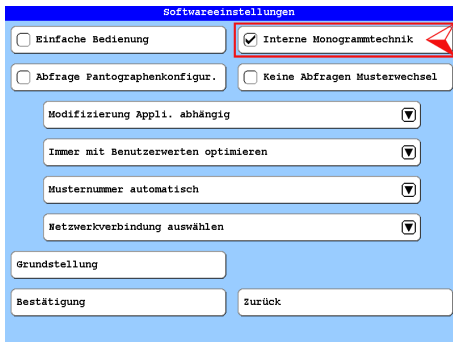 Softwareeinstellungen
Einfache Bedienung
Interne Monogrammtechnik
Abfrage Pantographenkonfigur.
Keine Abfragen Musterwechsel
Modifizierung Appli. abhängig
Immer mit Benutzerwerten optimieren
Musternummer automatisch
Netzwerkverbindung auswählen
Grundstellung
Bestätigung
Zurück